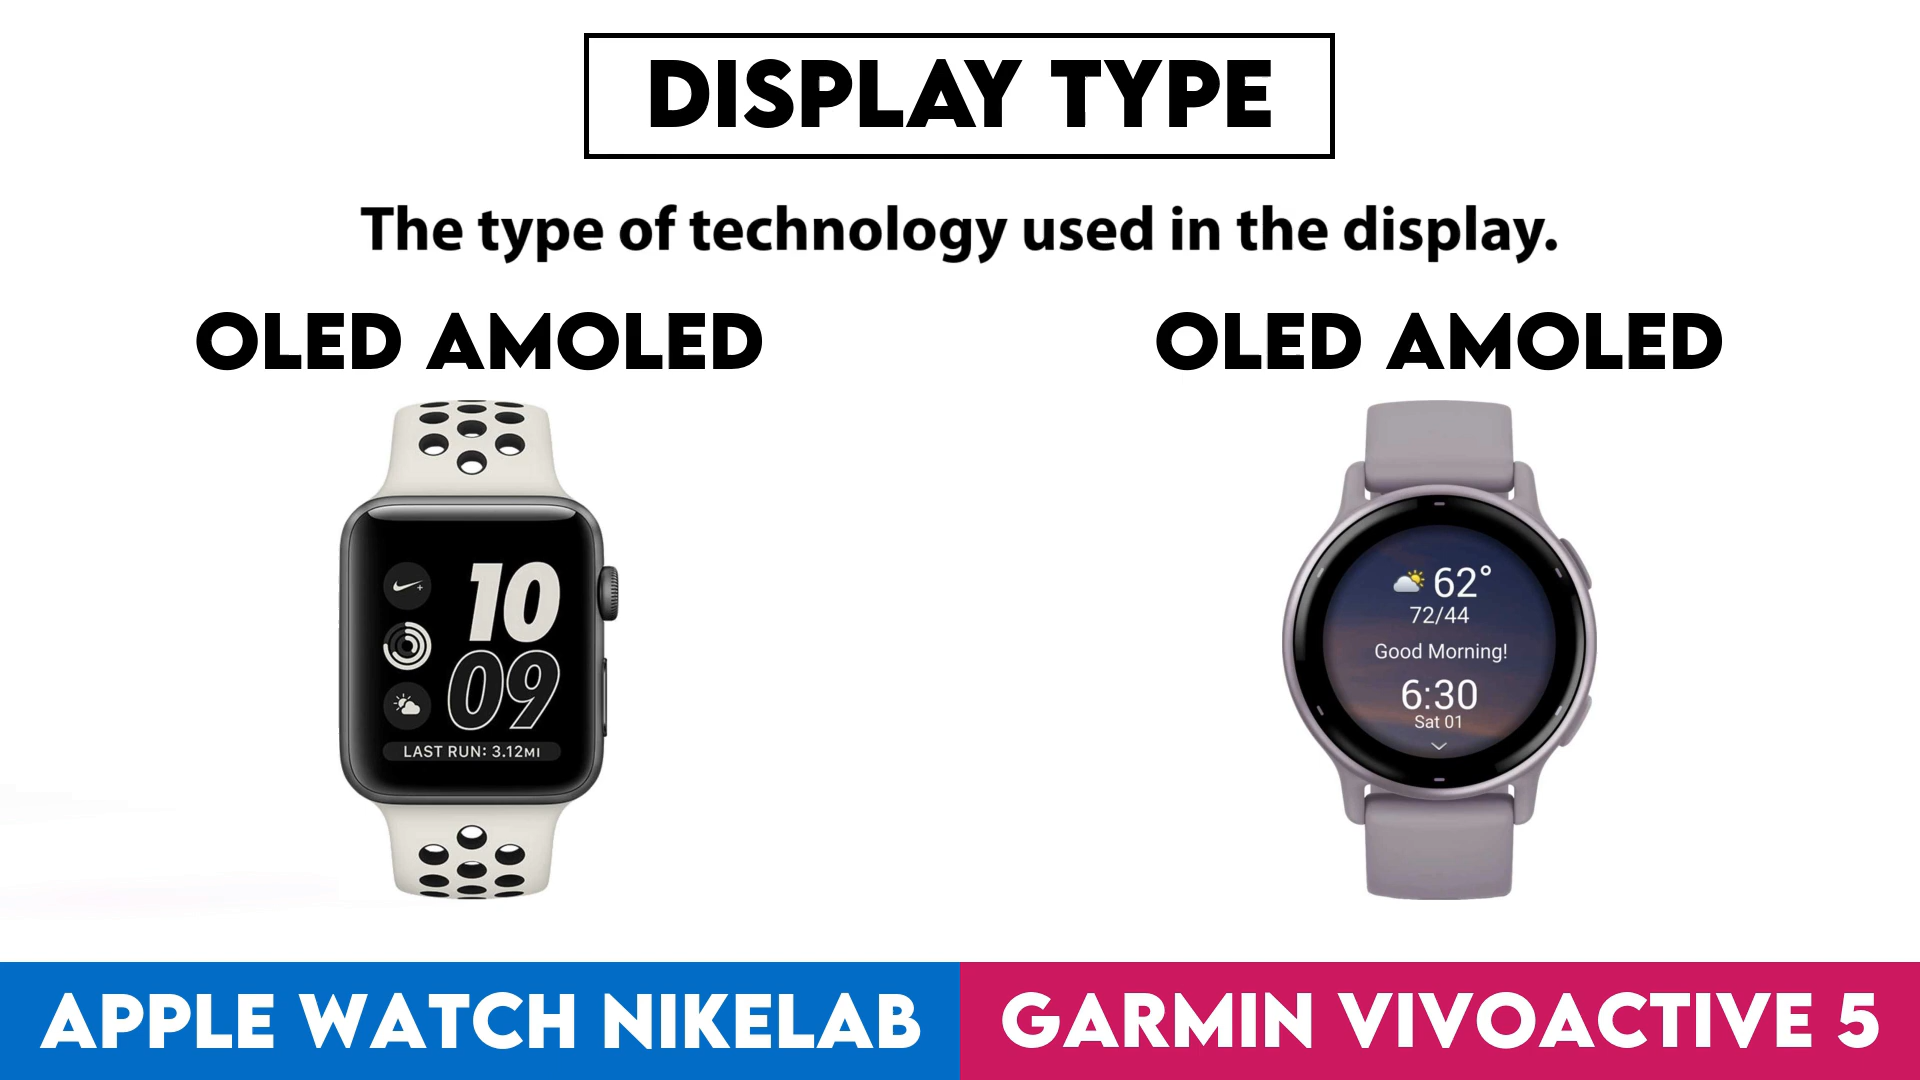 DISPLAY TYPE
The type of technology used in the display.
OLED AMOLED
OLED AMOLED
10
09
LAST RUN: 3.12MI
62°
72/44
Good Morning!
6:30
Sat 01
APPLE WATCH NIKELAB
GARMIN VIVOACTIVE 5